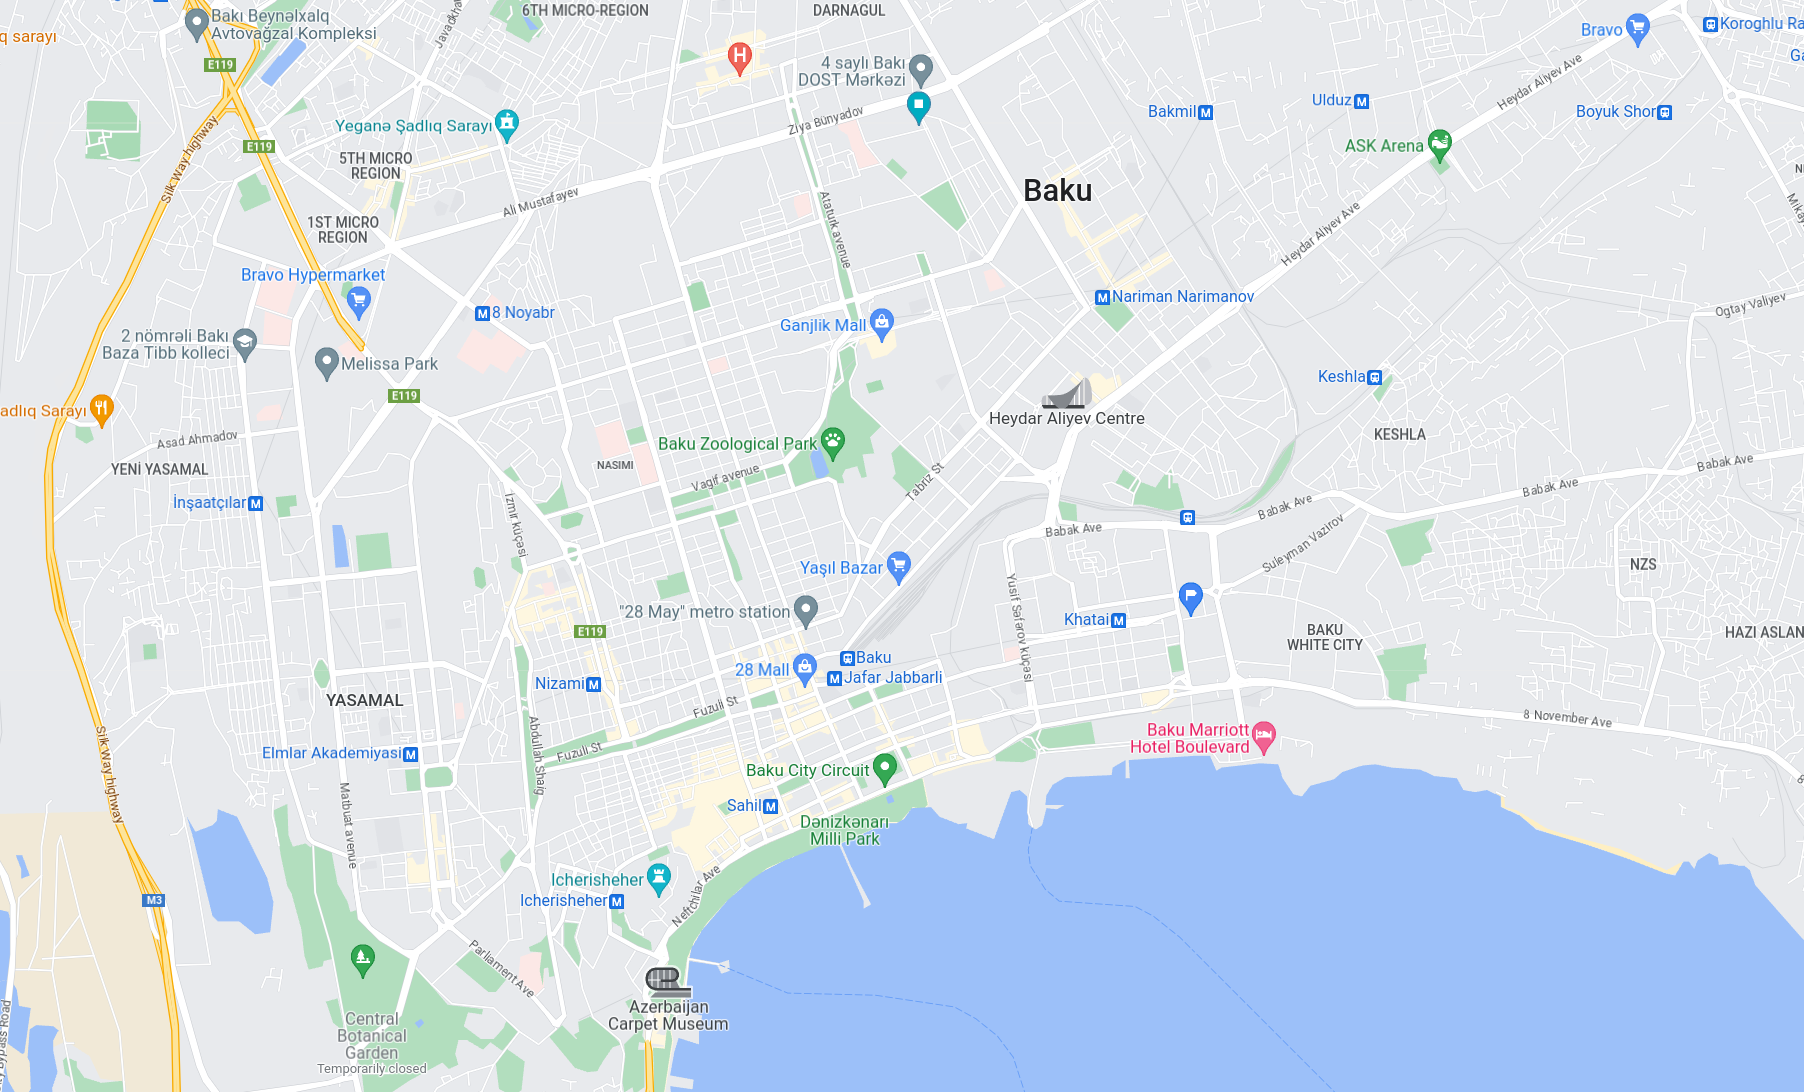 Bakı Beynəlxalq
Avtovağzal Kompleksi
q sarayı
E119
Javadkha
6TH MICRO-REGION
DARNAGUL
H
4 saylı Bakı
DOST Mərkəzi
Ziya Bünyadov
Bravo
Koroghlu Ra
Ga
Heydar Aliyev Ave
Bakmil M
Ulduz M
Boyuk Shor
Yeganə Şadlıq Sarayı
E119
Silk Way highway
5TH MICRO
REGION
ASK Arena
Baku
Ali Mustafayev
Ataturk avenue
1ST MICRO
REGION
Heydar Aliyev Ave
Mikay
Bravo Hypermarket
M 8 Noyabr
M Nariman Narimanov
Ogtay Valiyev
2 nömrəli Bakı
Baza Tibb kolleci
Melissa Park
Ganjlik Mall
Keshla
E119
adlıq Sarayı
Heydar Aliyev Centre
Asad Ahmadov
YENİ YASAMAL
NASIMI
Baku Zoological Park
KESHLA
Vagif avenue
Tabriz St
Babak Ave
Babak Ave
Babak Ave
Babak Ave
İnşaatçılar M
İzmir küçəsi
Suleyman Vazirov
Yaşıl Bazar
NZS
Yusif Səfərov küçəsi
"28 May" metro station
E119
Khatai M
BAKU
WHITE CITY
HAZI ASLAN
28 Mall
Baku
M Jafar Jabbarli
Nizami M
YASAMAL
Fuzuli St
Fuzuli St
8 November Ave
Abdullah Shaig
Baku Marriott
Hotel Boulevard
Elmlar Akademiyasi M
Silk Way highway
Baku City Circuit
Matbuat avenue
Sahil M
Dənizkənarı
Milli Park
Icherisheher
Icherisheher M
M3
Neftchilar Ave
Parliament Ave
Azerbaijan
Carpet Museum
Central
Botanical
Garden
Temporarily closed
Bypass Road